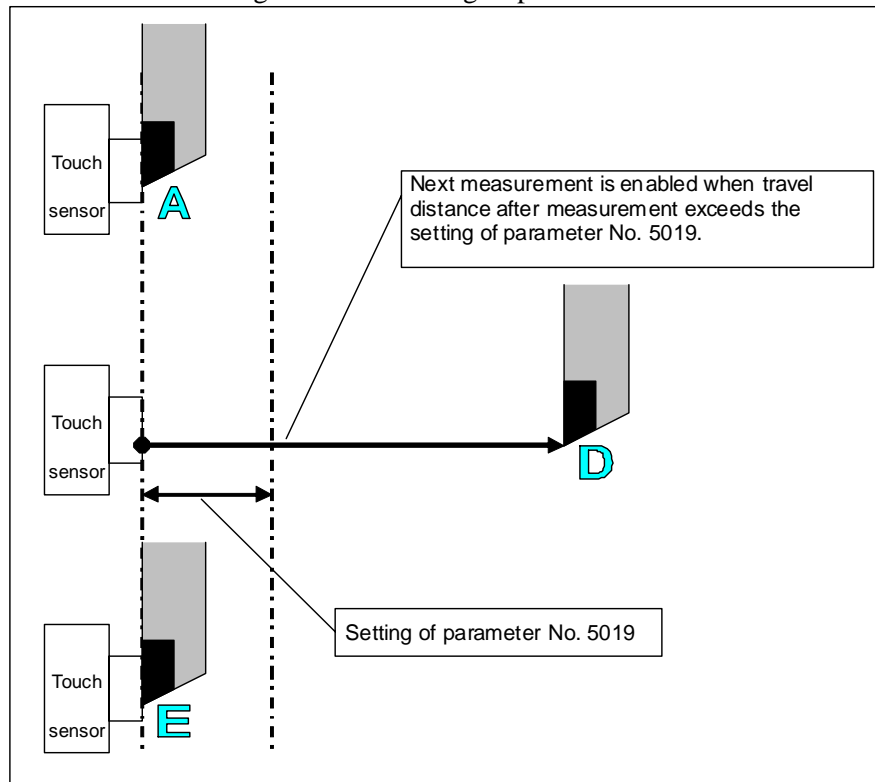 Touch
sensor
A
Next measurement is enabled when travel
distance after measurement exceeds the
setting of parameter No. 5019.
Touch
sensor
D
Setting of parameter No. 5019
Touch
sensor
E